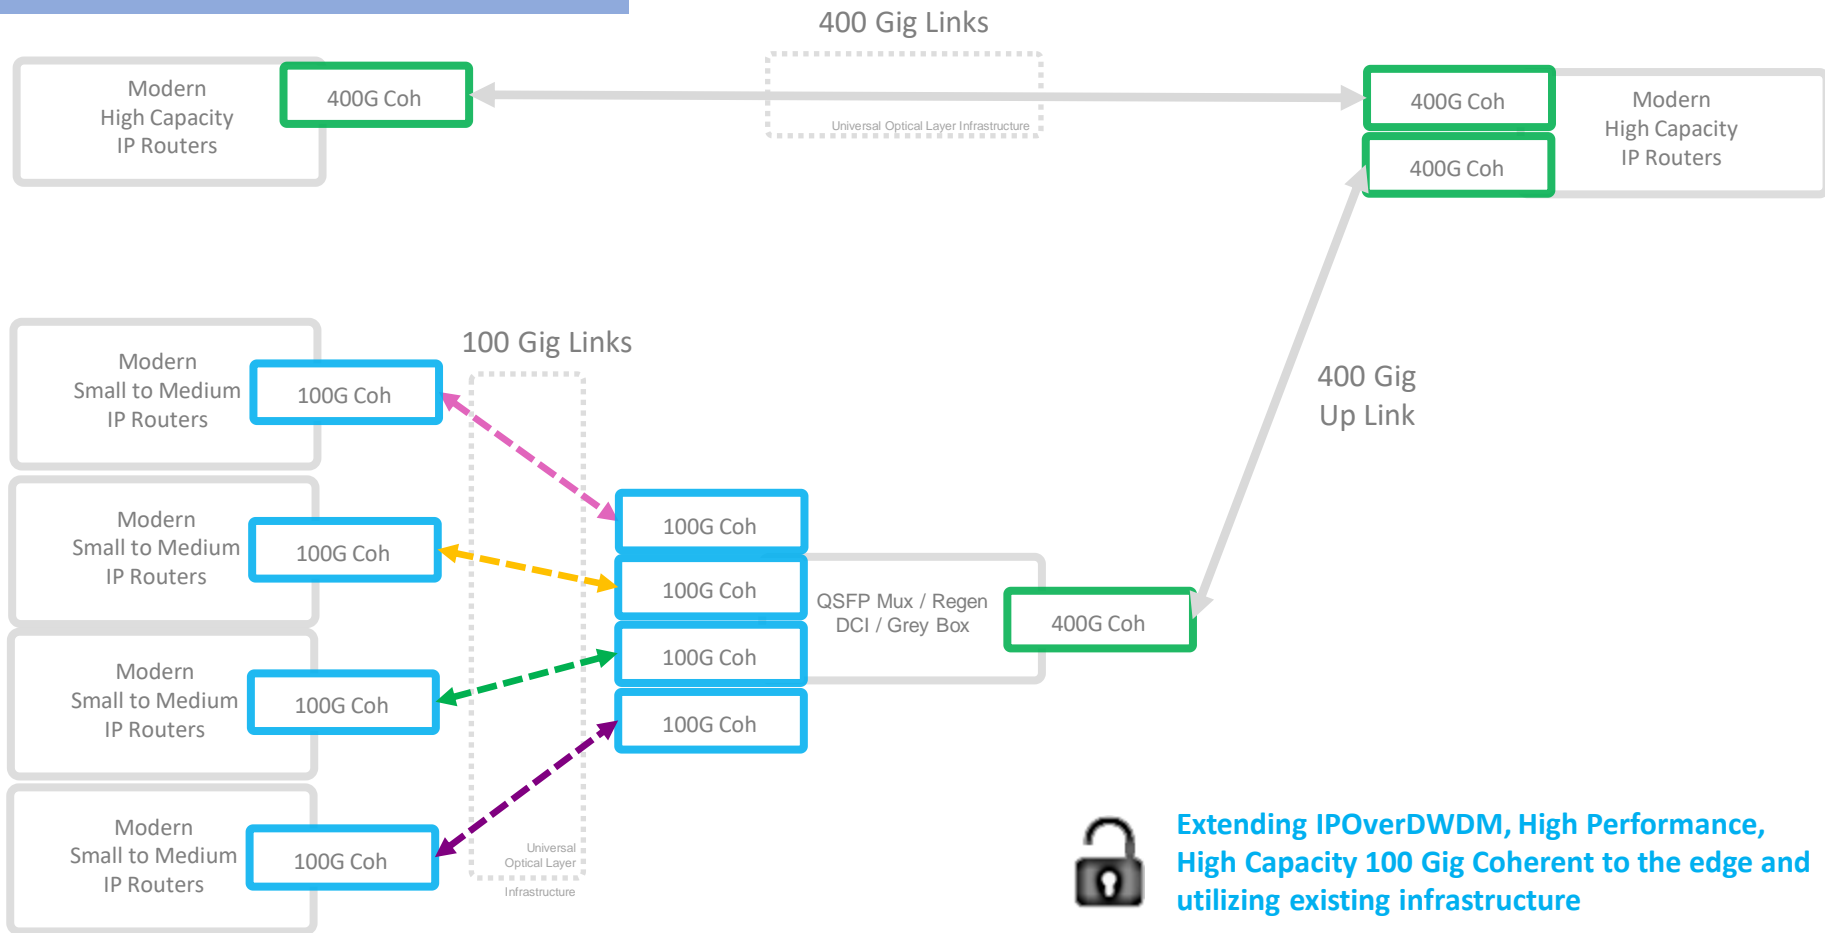 400 Gig Links
Modern
High Capacity
IP Routers
400G Coh
Universal Optical Layer Infrastructure
400G Coh
400G Coh
Modern
High Capacity
IP Routers
400 Gig
Up Link
100 Gig Links
Modern
Small to Medium
IP Routers
100G Coh
Modern
Small to Medium
IP Routers
100G Coh
Modern
Small to Medium
IP Routers
100G Coh
Modern
Small to Medium
IP Routers
100G Coh
Universal
Optical Layer
Infrastructure
100G Coh
100G Coh
100G Coh
100G Coh
QSFP Mux / Regen
DCI / Grey Box
400G Coh
Extending IPOverDWDM, High Performance,
High Capacity 100 Gig Coherent to the edge and
utilizing existing infrastructure